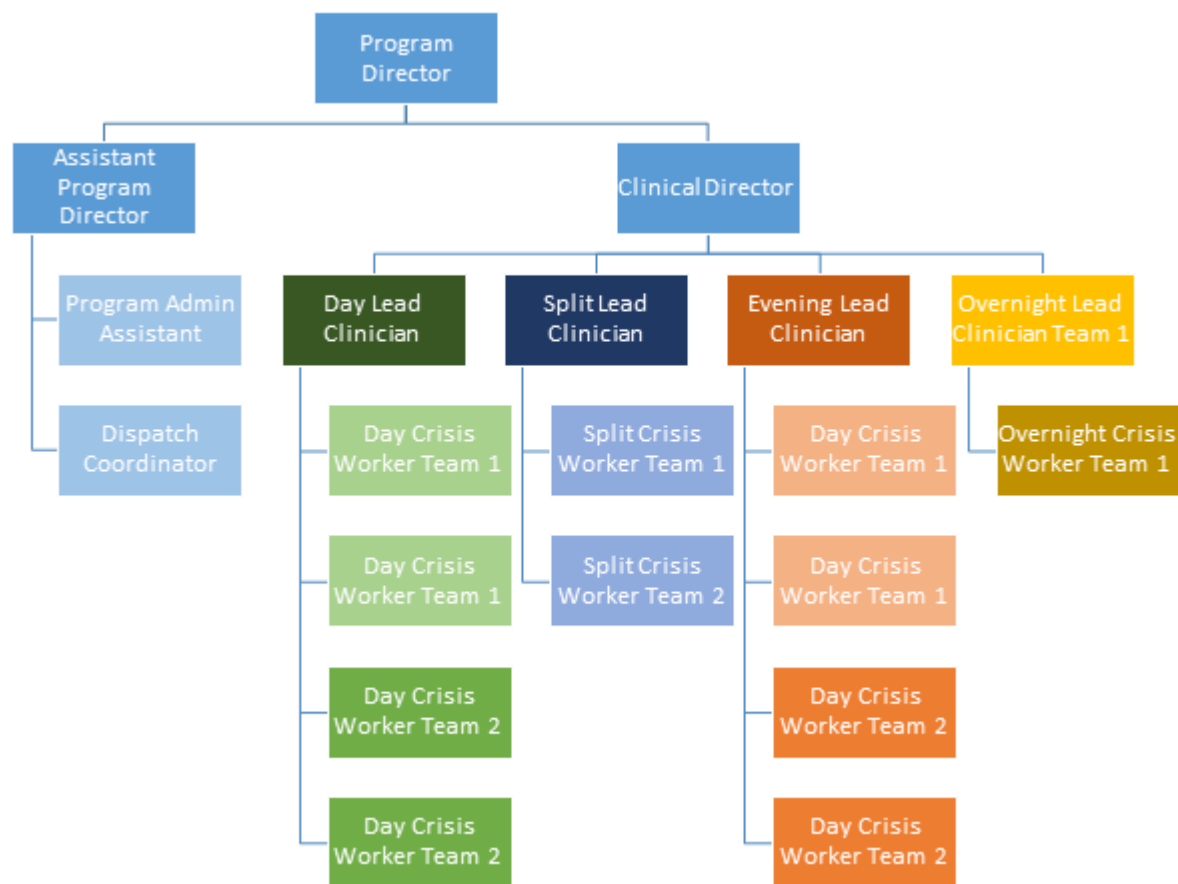 Program
Director
Assistant
Program
Director
Clinical Director
Program Admin
Assistant
Dispatch
Coordinator
Day Lead
Clinician
Day Crisis
Worker Team 1
Day Crisis
Worker Team 1
Day Crisis
Worker Team 2
Day Crisis
Worker Team 2
Split Lead
Clinician
Split Crisis
Worker Team 1
Split Crisis
Worker Team 2
Evening Lead
Clinician
Day Crisis
Worker Team 1
Day Crisis
Worker Team 1
Day Crisis
Worker Team 2
Day Crisis
Worker Team 2
Overnight Lead
Clinician Team 1
Overnight Crisis
Worker Team 1